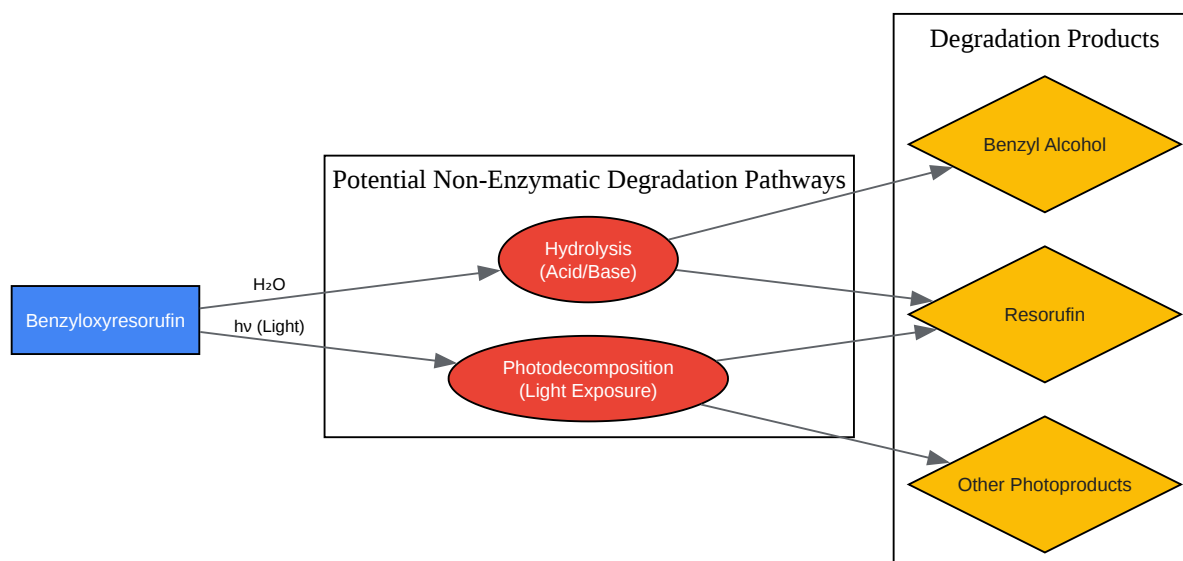 Benzyloxyresorufin
H₂O
hν (Light)
Potential Non-Enzymatic Degradation Pathways
Hydrolysis
(Acid/Base)
Photodecomposition
(Light Exposure)
Degradation Products
Benzyl Alcohol
Resorufin
Other Photoproducts